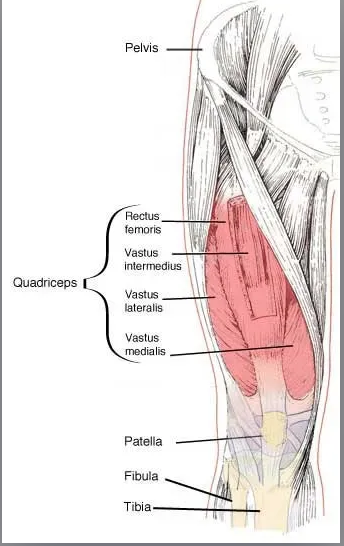 Pelvis
Rectus
femoris
Vastus
intermedius
Quadriceps
Vastus
lateralis
Vastus
medialis
Patella
Fibula
Tibia